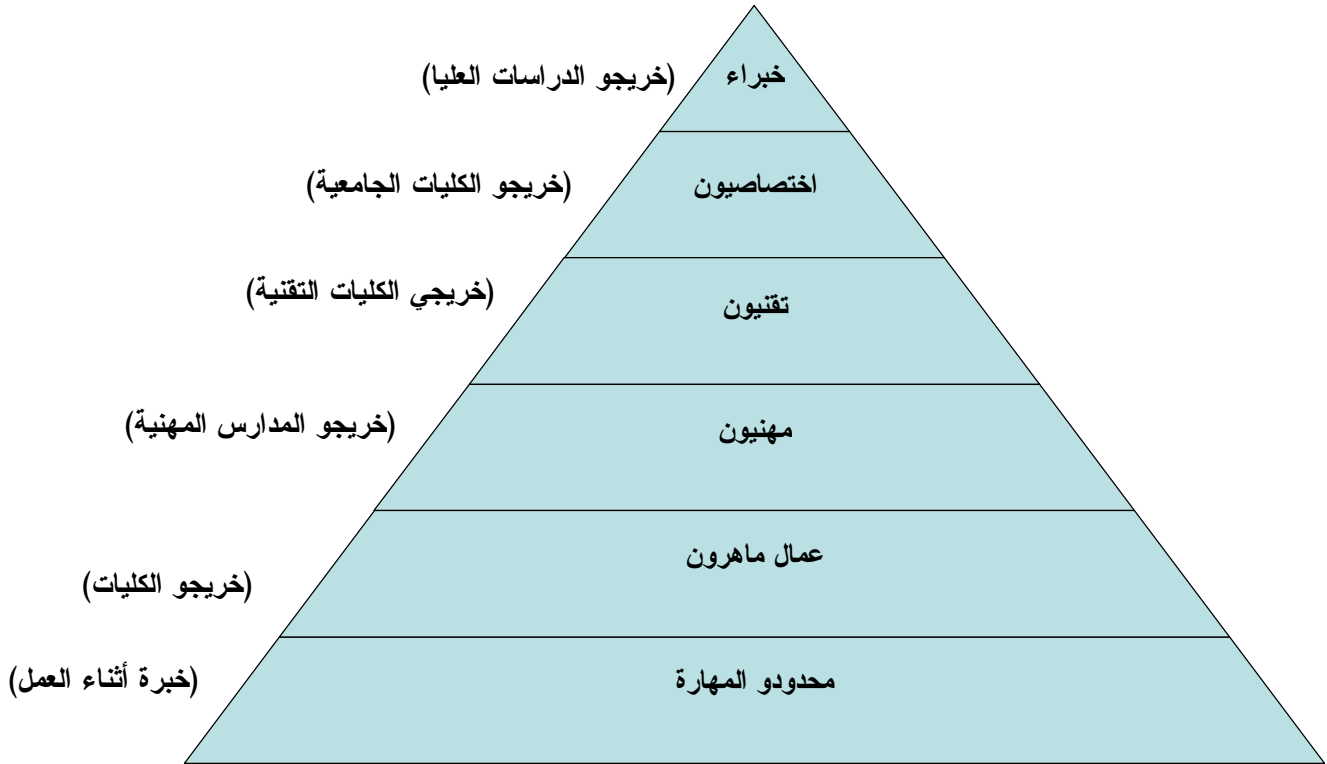 خبراء
(خريجو الدراسات العليا)
اختصاصيون
(خريجو الكليات الجامعية)
تقنيون
(خريجي الكليات التقنية)
مهنيون
(خريجو المدارس المهنية)
عمال ماهرون
(خريجو الكليات)
محدودو المهارة
(خبرة أثناء العمل)